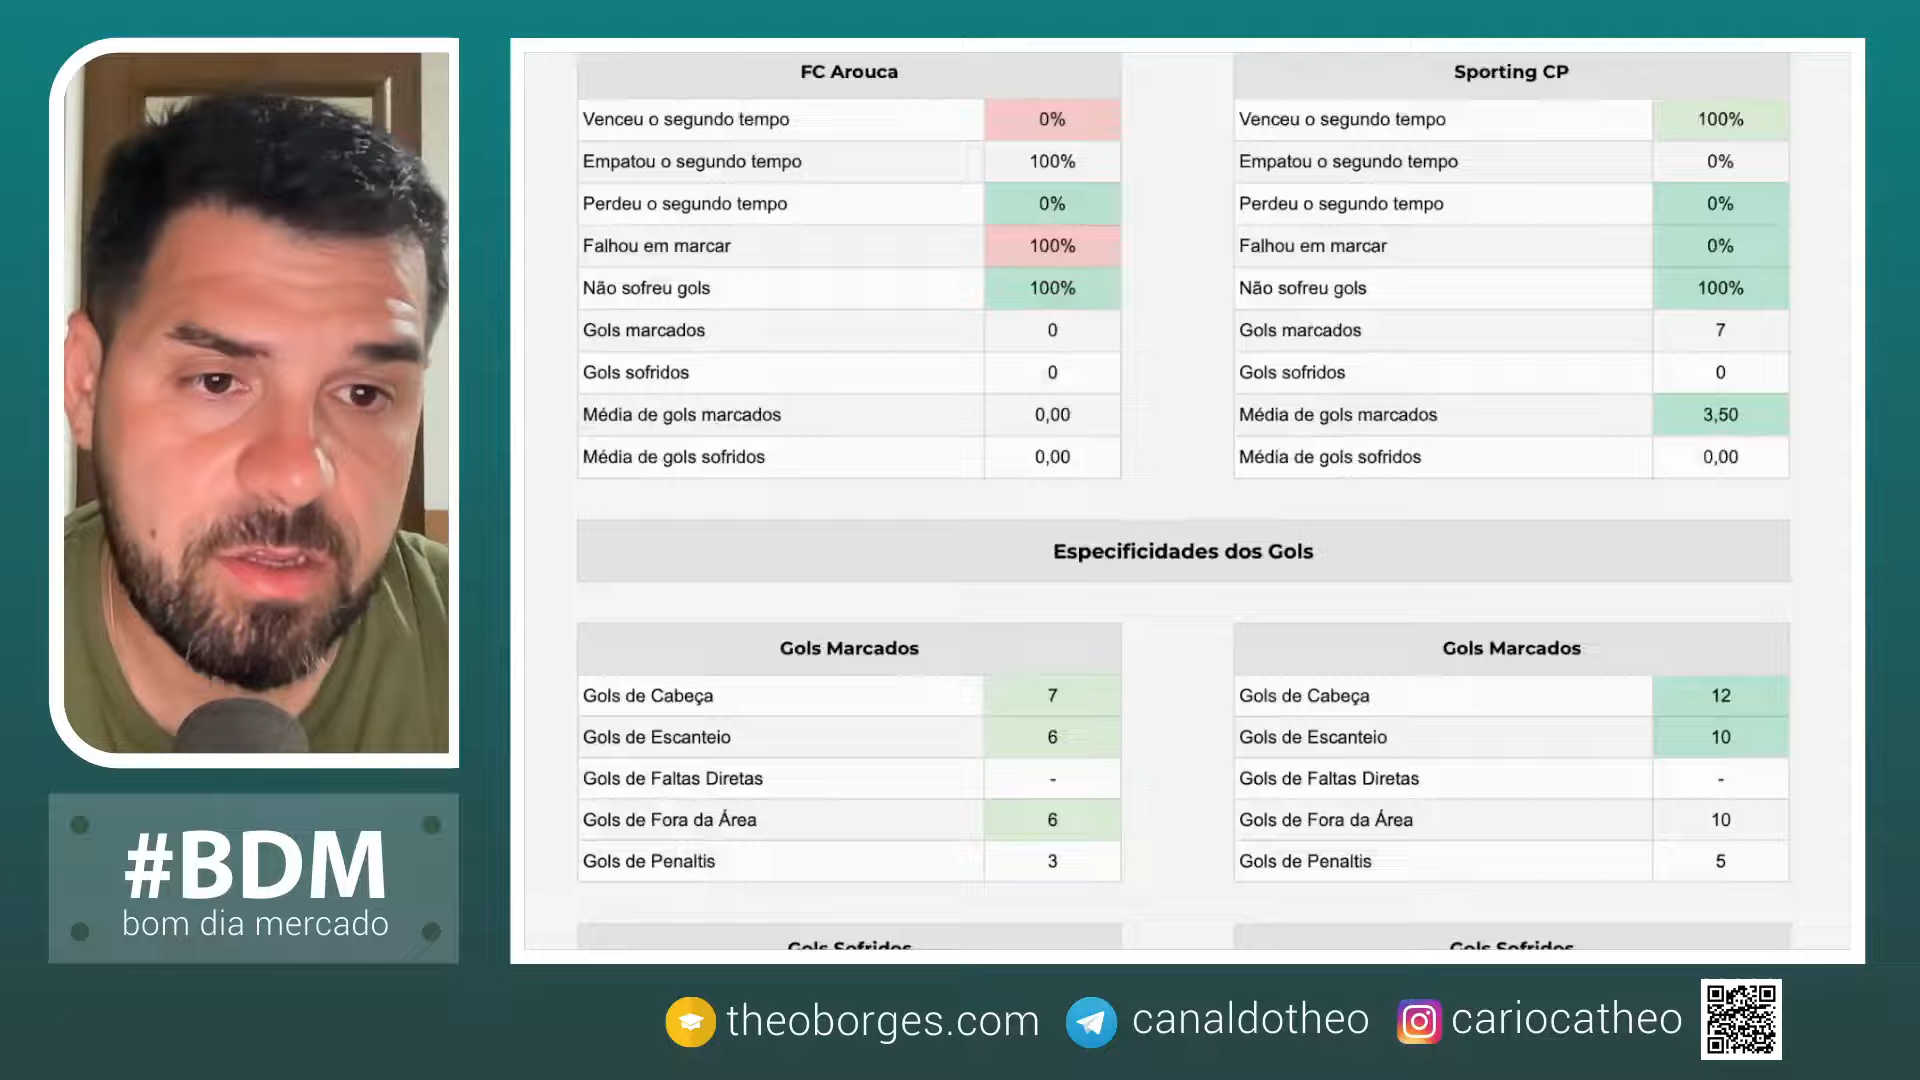 FC Arouca
Venceu o segundo tempo 0%
Empatou o segundo tempo 100%
Perdeu o segundo tempo 0%
Falhou em marcar 100%
Não sofreu gols 100%
Gols marcados 0
Gols sofridos 0
Média de gols marcados 0,00
Média de gols sofridos 0,00
Sporting CP
Venceu o segundo tempo 100%
Empatou o segundo tempo 0%
Perdeu o segundo tempo 0%
Falhou em marcar 0%
Não sofreu gols 100%
Gols marcados 7
Gols sofridos 0
Média de gols marcados 3,50
Média de gols sofridos 0,00
Especificidades dos Gols
Gols Marcados
Gols de Cabeça 7
Gols de Escanteio 6
Gols de Faltas Diretas -
Gols de Fora da Área 6
Gols de Penaltis 3
Gols Marcados
Gols de Cabeça 12
Gols de Escanteio 10
Gols de Faltas Diretas -
Gols de Fora da Área 10
Gols de Penaltis 5
Gols Sofridos
Gols Sofridos
#BDM
bom dia mercado
theoborges.com
canaldotheo
cariocatheo